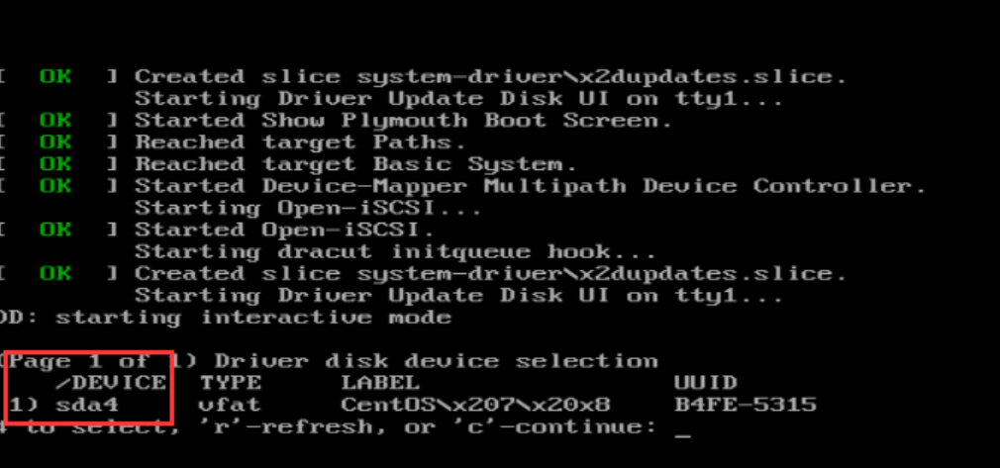 [ OK ] Created slice system-driver\x2dupdates.slice.
Starting Driver Update Disk UI on tty1...
[ OK ] Started Show Plymouth Boot Screen.
[ OK ] Reached target Paths.
[ OK ] Reached target Basic System.
[ OK ] Started Device-Mapper Multipath Device Controller.
Starting Open-iSCSI...
[ OK ] Started Open-iSCSI.
Starting dracut initqueue hook...
[ OK ] Created slice system-driver\x2dupdates.slice.
Starting Driver Update Disk UI on tty1...
DD: starting interactive mode
(Page 1 of 1) Driver disk device selection
/DEVICE TYPE LABEL UUID
1) sda4 vfat CentOS\x207\x20x8 B4FE-5315
# to select, 'r'-refresh, or 'c'-continue: _